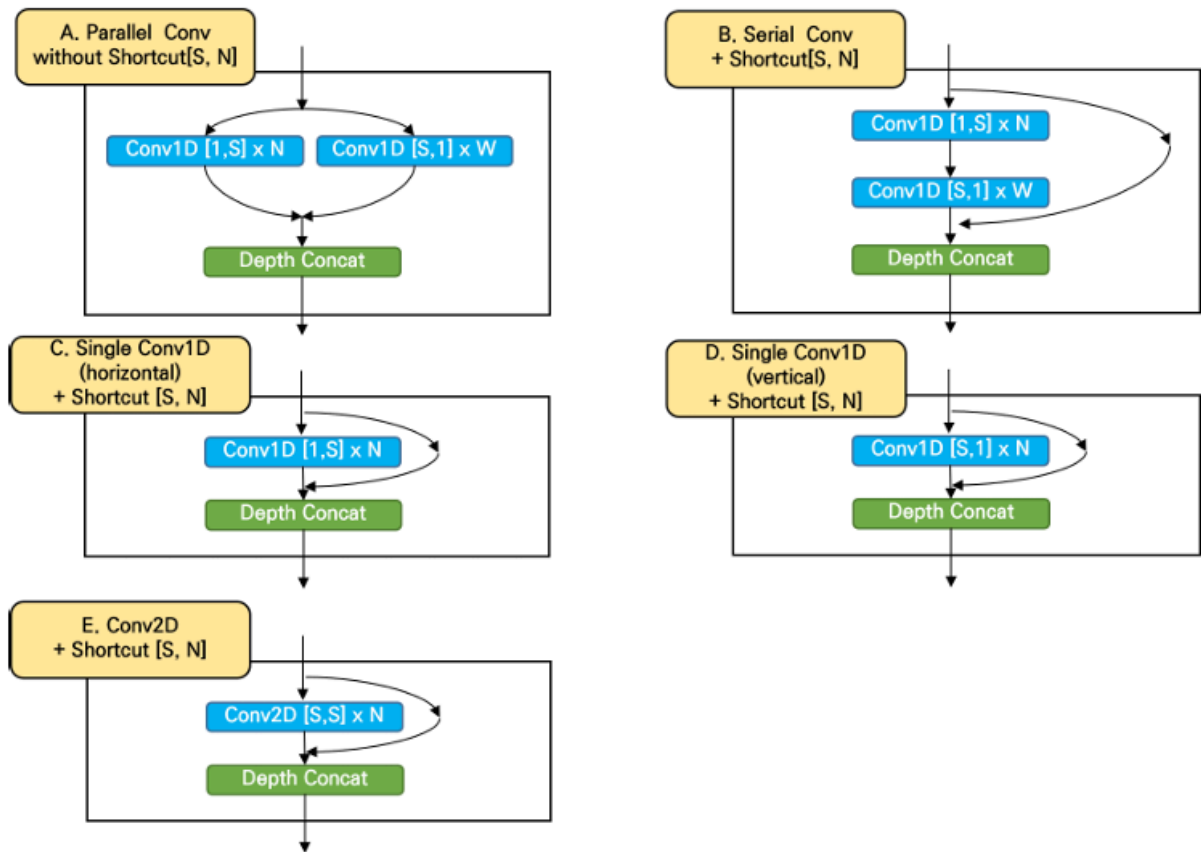 A. Parallel Conv
without Shortcut[S, N]
Conv1D [1,S] x N
Conv1D [S,1] x W
Depth Concat
B. Serial Conv
+ Shortcut[S, N]
Conv1D [1,S] x N
Conv1D [S,1] x W
Depth Concat
C. Single Conv1D
(horizontal)
+ Shortcut [S, N]
Conv1D [1,S] x N
Depth Concat
D. Single Conv1D
(vertical)
+ Shortcut [S, N]
Conv1D [S,1] x N
Depth Concat
E. Conv2D
+ Shortcut [S, N]
Conv2D [S,S] x N
Depth Concat